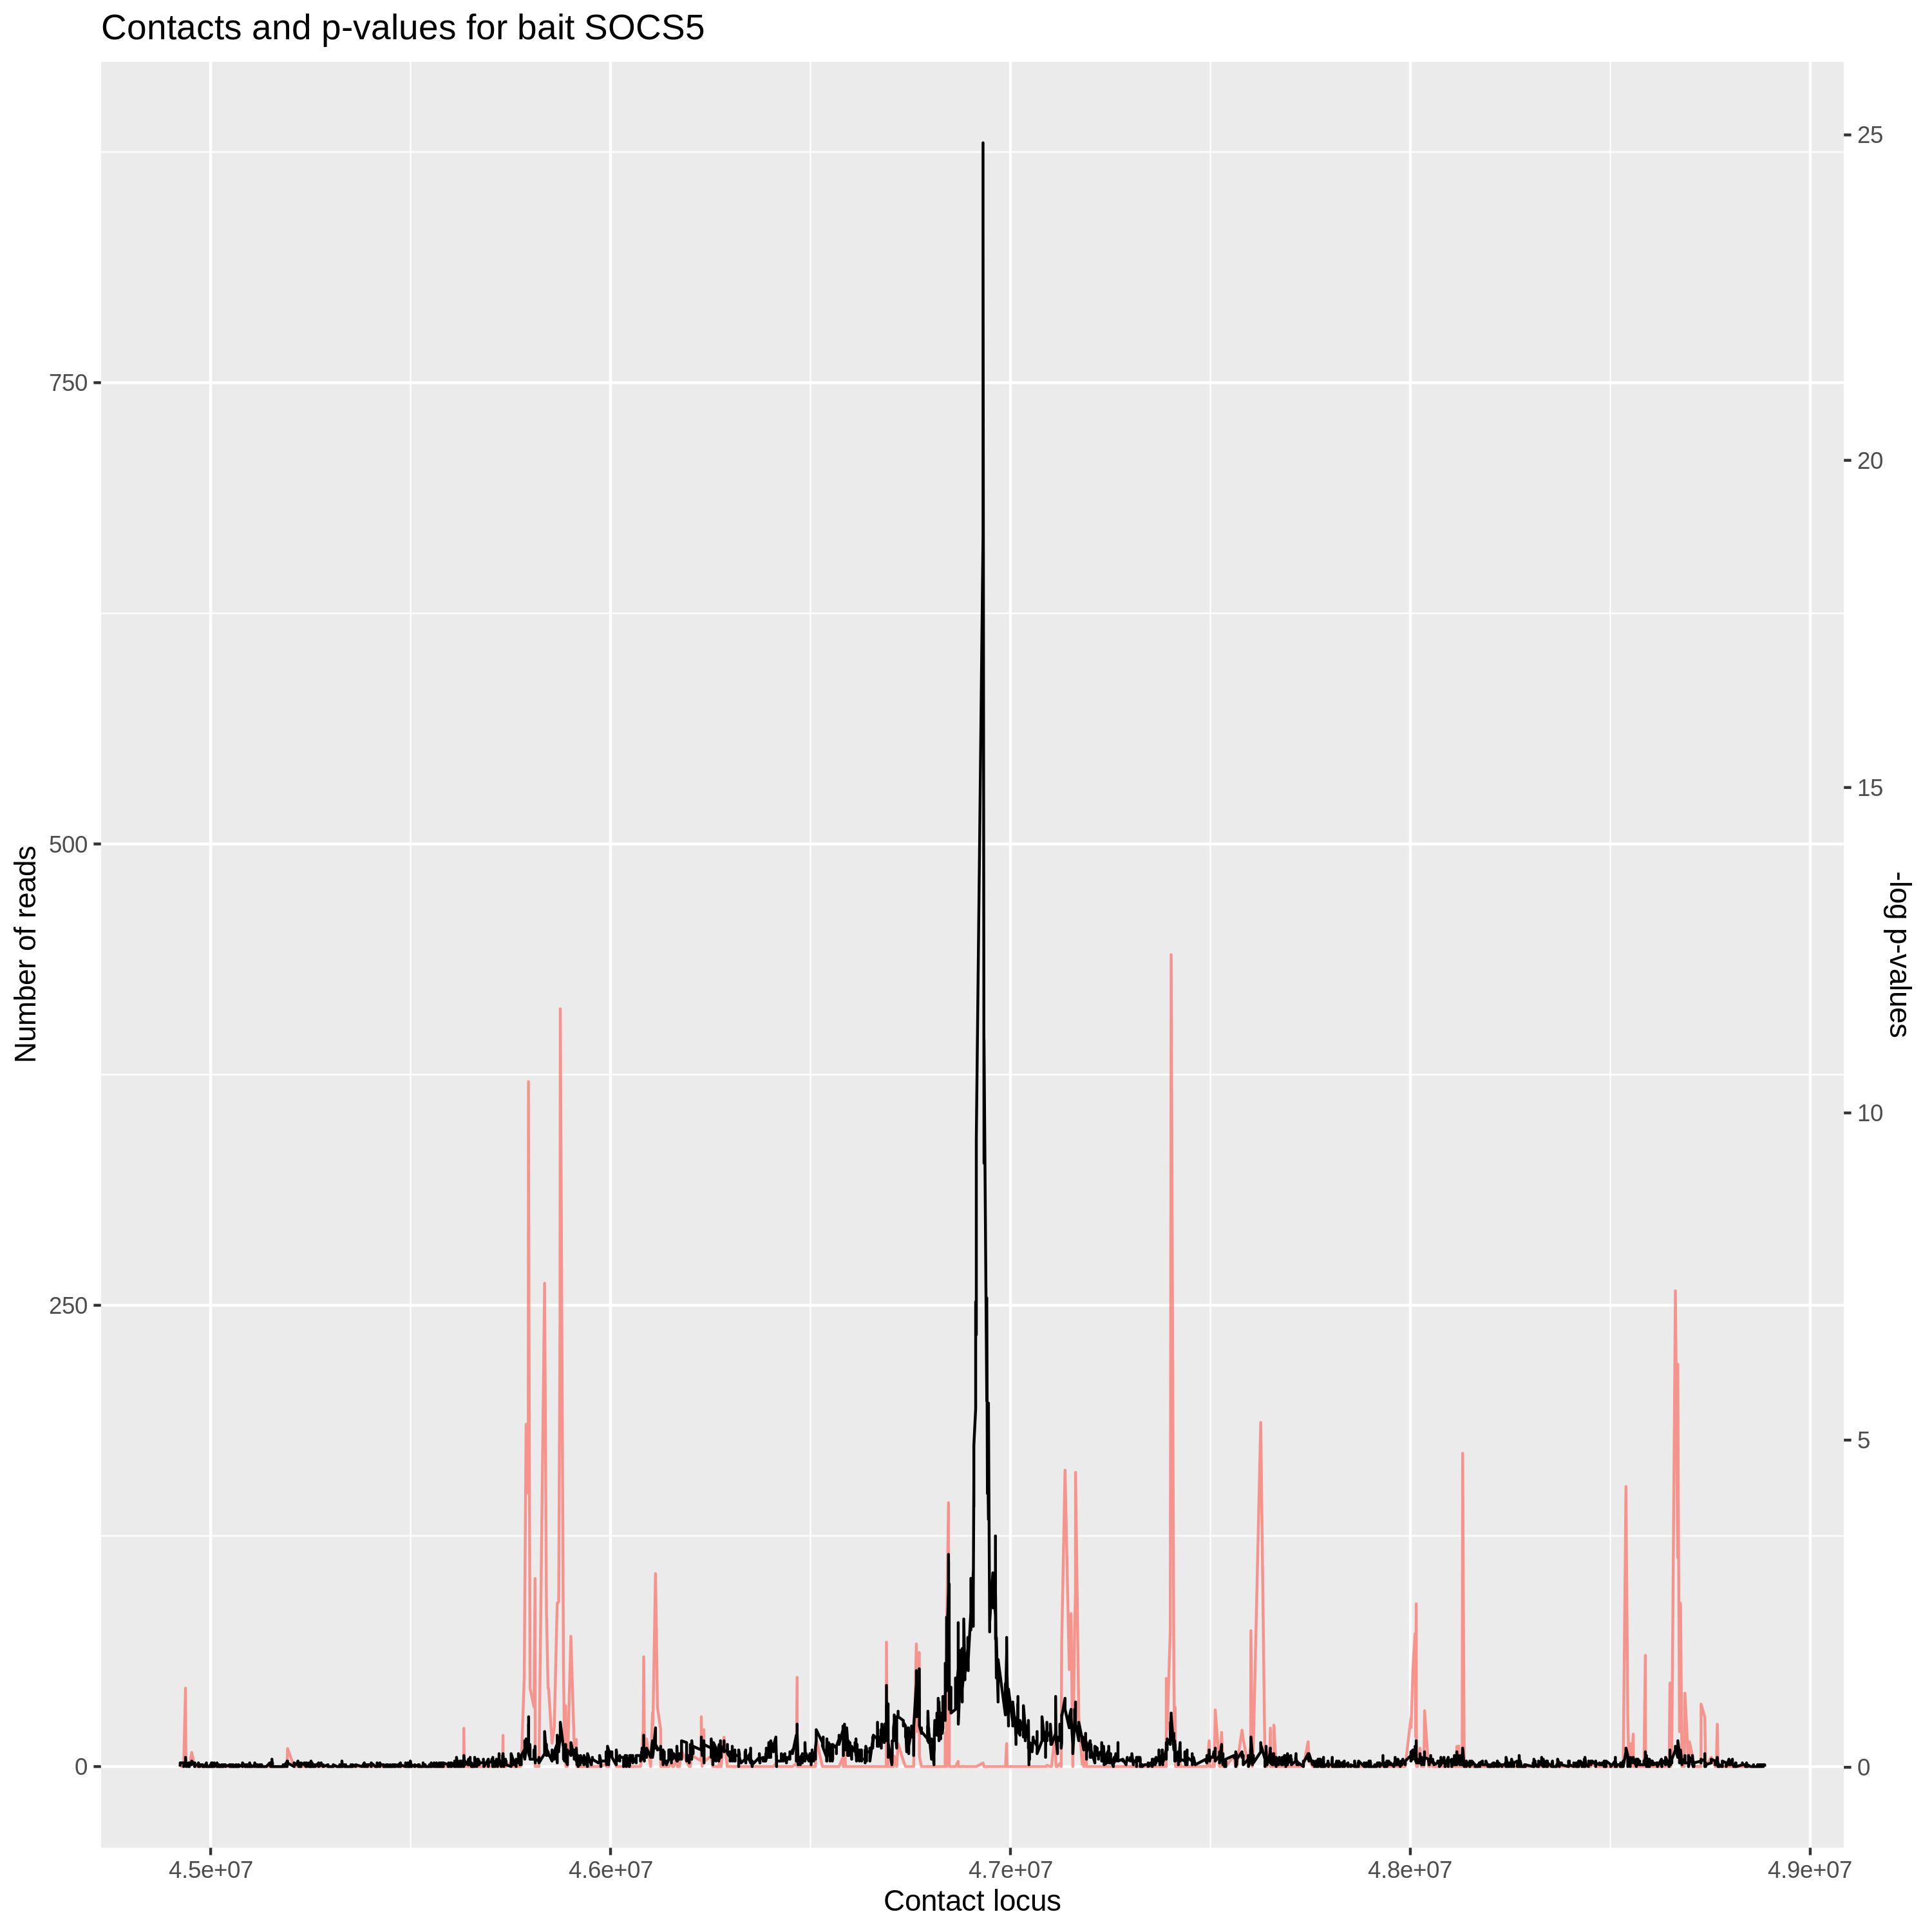 Contacts and p-values for bait SOCS5
Number of reads
750
500
250
0
25
20
15
10
5
0
-log p-values
4.5e+07
4.6e+07
4.7e+07
4.8e+07
4.9e+07
Contact locus